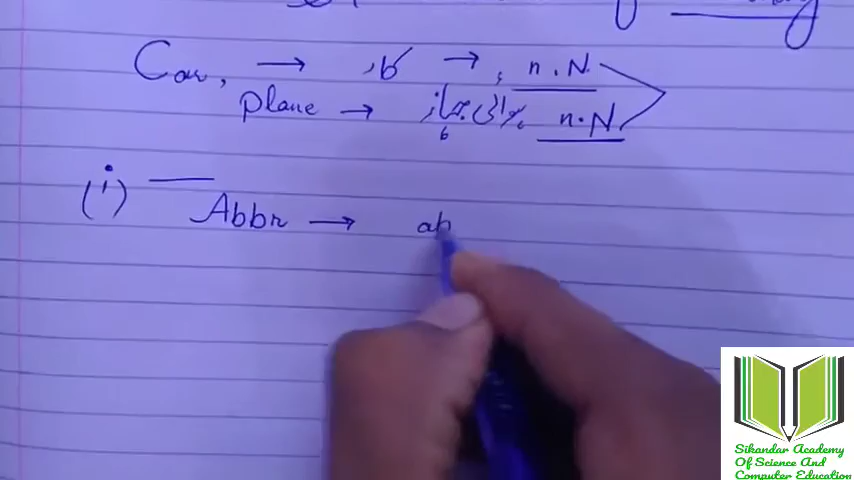 Car, → کار → , n.N
plane → ہوائی جہاز n.N
(i) Abbr → ab
Sikandar Academy
Of Science And
Computer Education